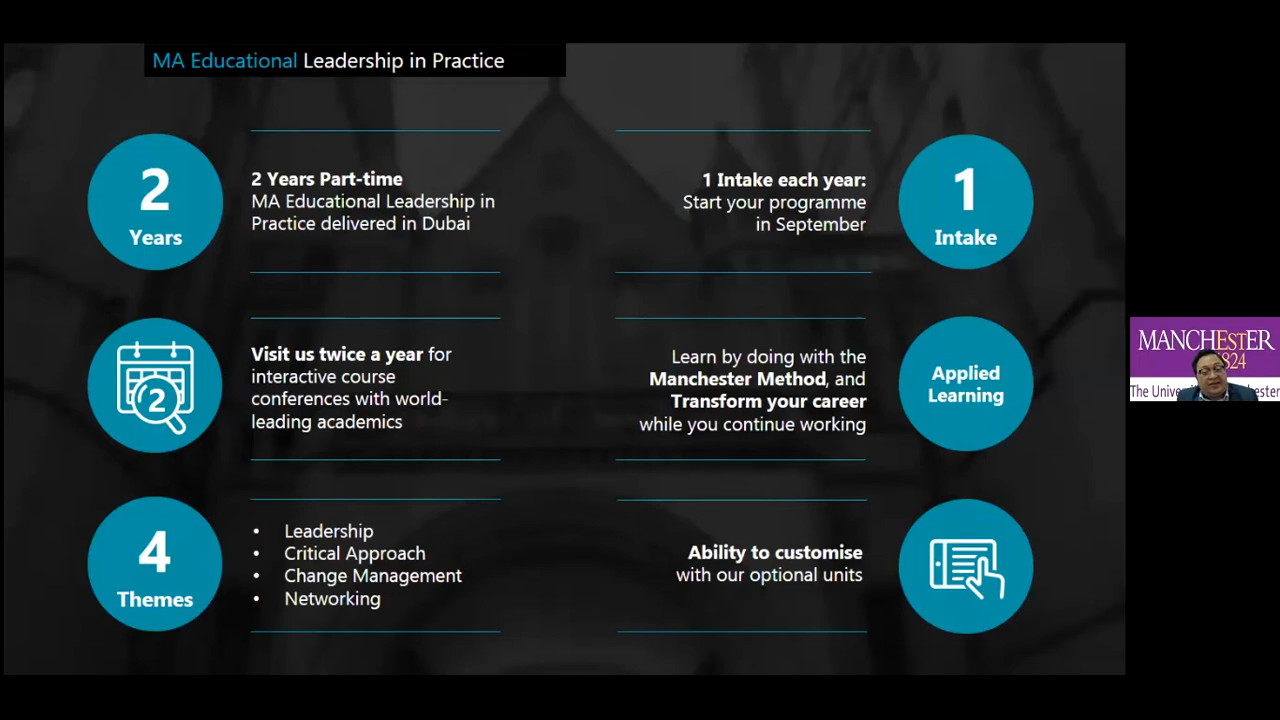 MA Educational Leadership in Practice
2
Years
2 Years Part-time
MA Educational Leadership in
Practice delivered in Dubai
1 Intake each year:
Start your programme
in September
1
Intake
2
Visit us twice a year for
interactive course
conferences with world-
leading academics
Learn by doing with the
Manchester Method, and
Transform your career
while you continue working
Applied
Learning
4
Themes
• Leadership
• Critical Approach
• Change Management
• Networking
Ability to customise
with our optional units
MANCHESTER
824
The Unive ester